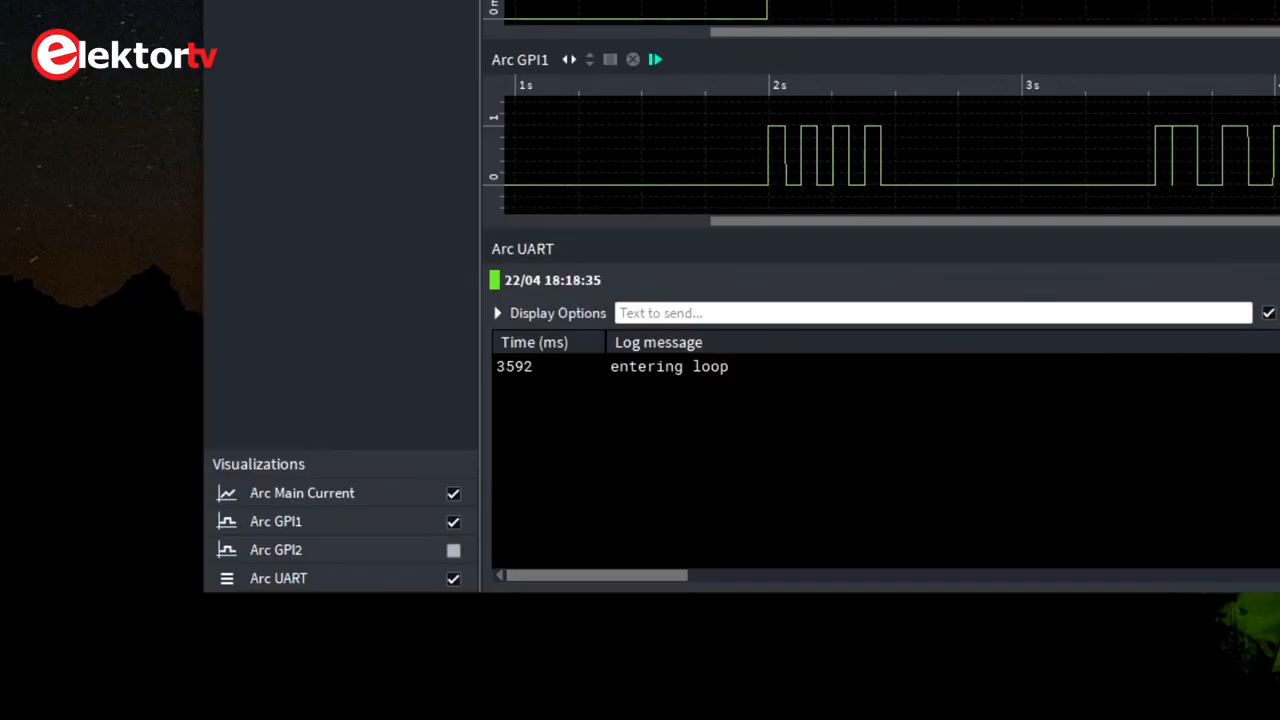 elektortv
0m
Arc GPI1
1s 2s 3s
1
0
Arc UART
22/04 18:18:35
Display Options Text to send...
Time (ms) Log message
3592 entering loop
Visualizations
Arc Main Current
Arc GPI1
Arc GPI2
Arc UART